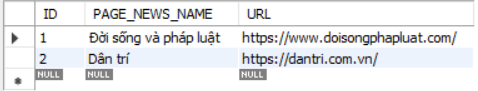 ID PAGE_NEWS_NAME URL
1 Đời sống và pháp luật https://www.doisongphapluat.com/
2 Dân trí https://dantri.com.vn/
NULL NULL NULL